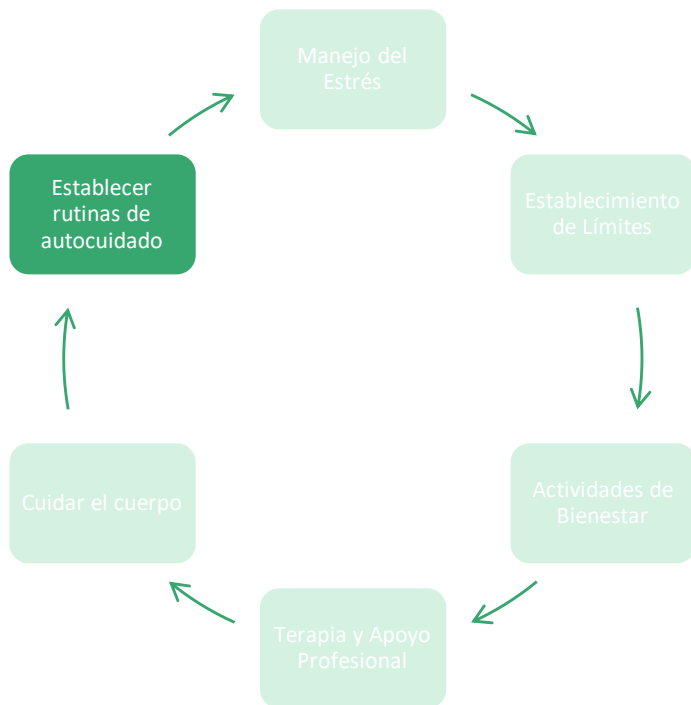 Manejo del
Estrés
Establecimiento
de Límites
Actividades de
Bienestar
Terapia y Apoyo
Profesional
Cuidar el cuerpo
Establecer
rutinas de
autocuidado